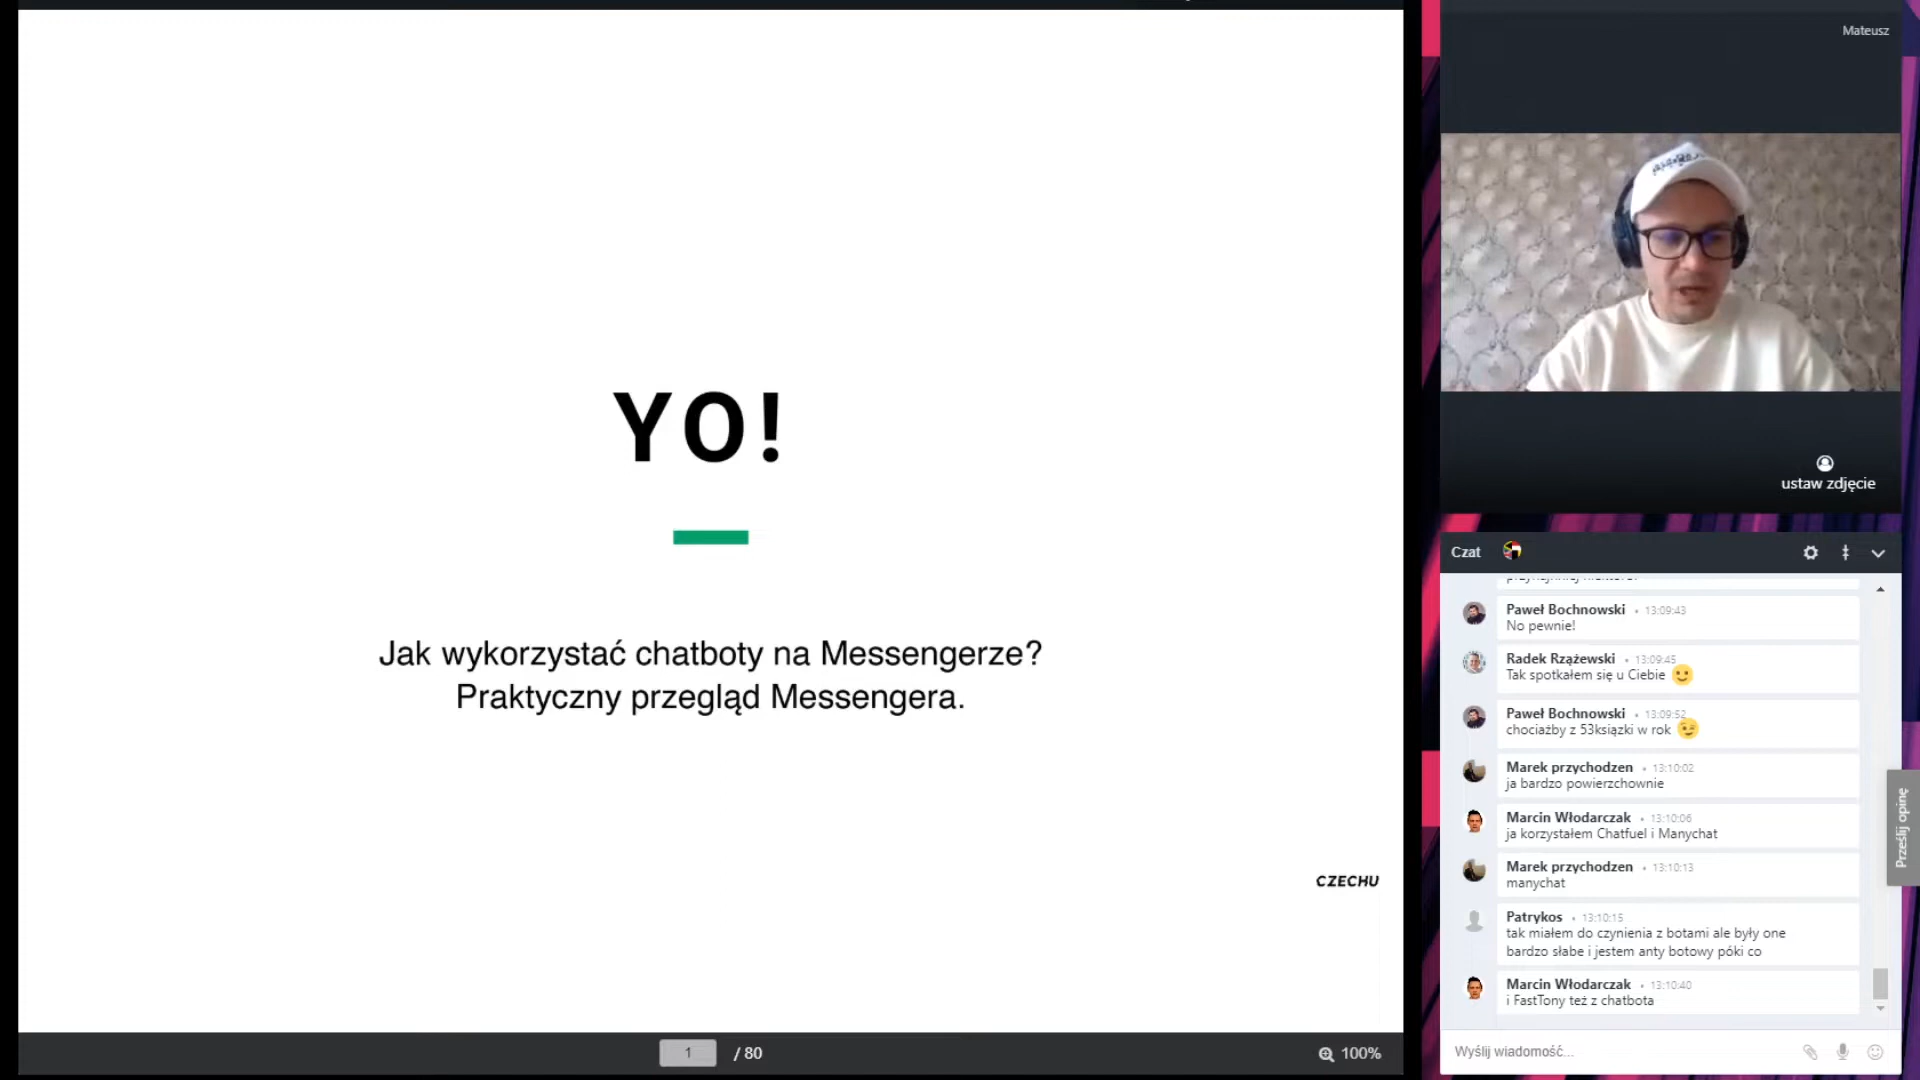 YO!
Jak wykorzystać chatboty na Messengerze?
Praktyczny przegląd Messengera.
CZECHU
1 / 80
100%
Mateusz
ustaw zdjęcie
Czat
Paweł Bochnowski • 13:09:43
No pewnie!
Radek Rzążewski • 13:09:45
Tak spotkałem się u Ciebie 🙂
Paweł Bochnowski • 13:09:52
chociażby z 53ksiązki w rok 😉
Marek przychodzen • 13:10:02
ja bardzo powierzchownie
Marcin Włodarczak • 13:10:06
ja korzystałem Chatfuel i Manychat
Marek przychodzen • 13:10:13
manychat
Patrykos • 13:10:15
tak miałem do czynienia z botami ale były one
bardzo słabe i jestem anty botowy póki co
Marcin Włodarczak • 13:10:40
i FastTony też z chatbota
Wyślij wiadomość...
Prześlij opinę